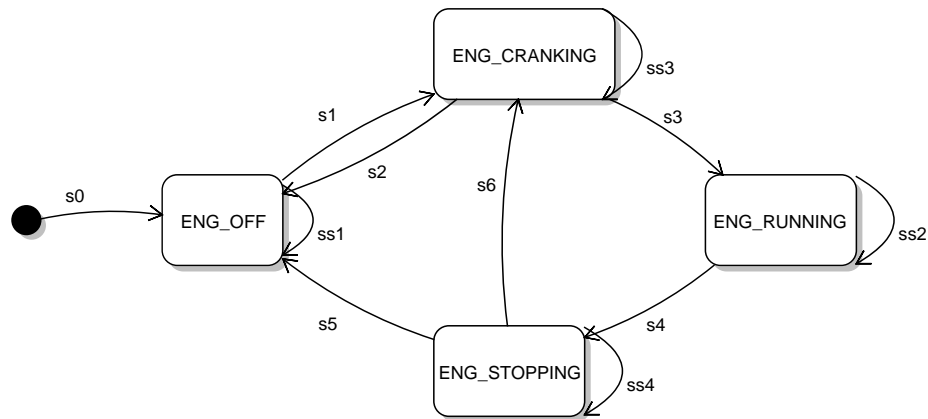 ENG_CRANKING
ss3
s1
s3
s2
s6
s0
ENG_OFF
ss1
ENG_RUNNING
ss2
s5
s4
ENG_STOPPING
ss4